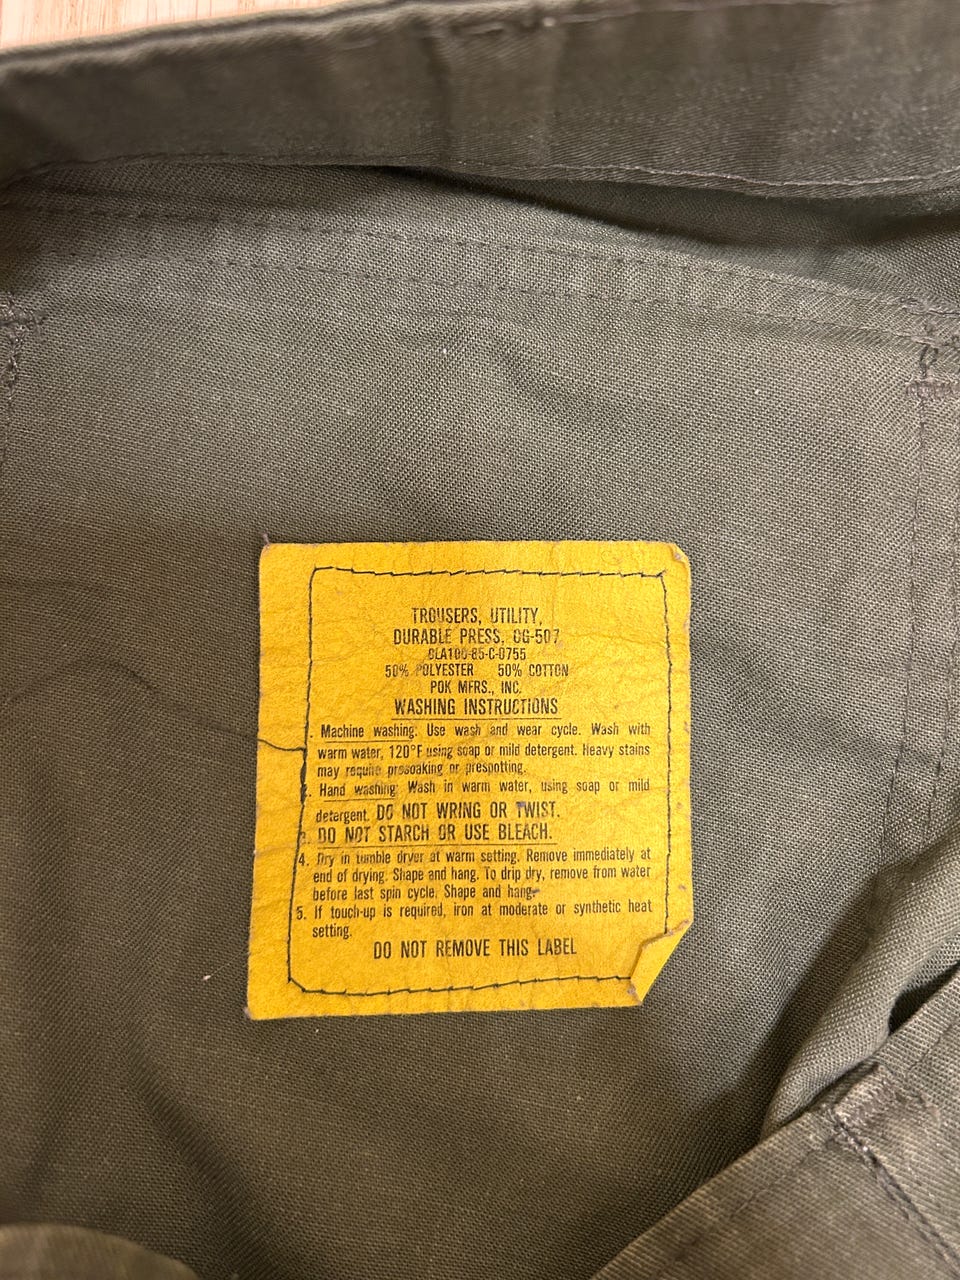 TROUSERS, UTILITY,
DURABLE PRESS, OG-507
DLA100-85-C-0755
50% POLYESTER 50% COTTON
POK MFRS., INC.
WASHING INSTRUCTIONS
. Machine washing: Use wash and wear cycle. Wash with
warm water, 120°F using soap or mild detergent. Heavy stains
may require presoaking or prespotting.
. Hand washing: Wash in warm water, using soap or mild
detergent. DO NOT WRING OR TWIST.
3. DO NOT STARCH OR USE BLEACH.
4. Dry in tumble dryer at warm setting. Remove immediately at
end of drying. Shape and hang. To drip dry, remove from water
before last spin cycle. Shape and hang.
5. If touch-up is required, iron at moderate or synthetic heat
setting.
DO NOT REMOVE THIS LABEL